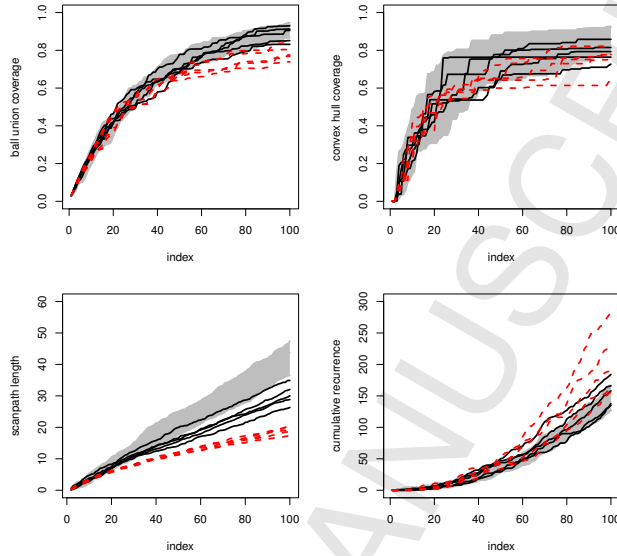 ball union coverage
0.0 0.2 0.4 0.6 0.8 1.0
0 20 40 60 80 100
index
convex hull coverage
0.0 0.2 0.4 0.6 0.8 1.0
0 20 40 60 80 100
index
scanpath length
0 10 20 30 40 50 60
0 20 40 60 80 100
index
cumulative recurrence
0 50 100 150 200 250 300
0 20 40 60 80 100
index
ANUSC